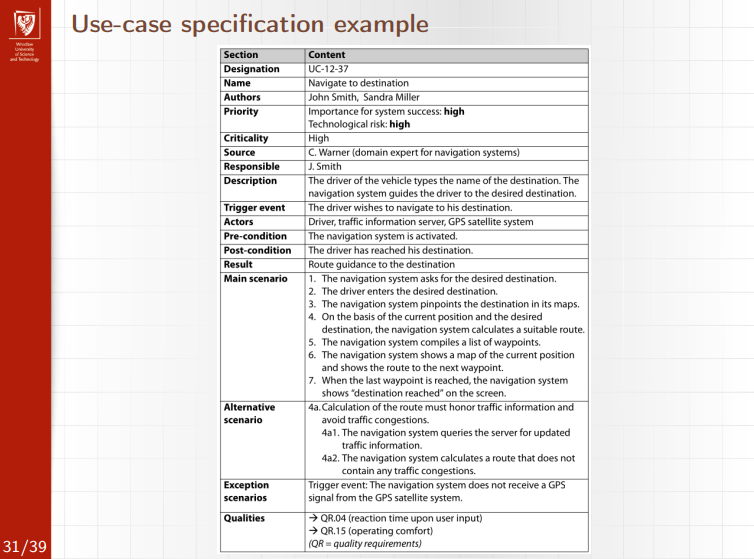 Use-case specification example
Wrocław
University
of Science
and Technology
Section Content
Designation UC-12-37
Name Navigate to destination
Authors John Smith, Sandra Miller
Priority Importance for system success: high
Technological risk: high
Criticality High
Source C. Warner (domain expert for navigation systems)
Responsible J. Smith
Description The driver of the vehicle types the name of the destination. The
navigation system guides the driver to the desired destination.
Trigger event The driver wishes to navigate to his destination.
Actors Driver, traffic information server, GPS satellite system
Pre-condition The navigation system is activated.
Post-condition The driver has reached his destination.
Result Route guidance to the destination
Main scenario 1. The navigation system asks for the desired destination.
2. The driver enters the desired destination.
3. The navigation system pinpoints the destination in its maps.
4. On the basis of the current position and the desired
destination, the navigation system calculates a suitable route.
5. The navigation system compiles a list of waypoints.
6. The navigation system shows a map of the current position
and shows the route to the next waypoint.
7. When the last waypoint is reached, the navigation system
shows “destination reached” on the screen.
Alternative 4a.Calculation of the route must honor traffic information and
scenario avoid traffic congestions.
4a1. The navigation system queries the server for updated
traffic information.
4a2. The navigation system calculates a route that does not
contain any traffic congestions.
Exception Trigger event: The navigation system does not receive a GPS
scenarios signal from the GPS satellite system.
Qualities → QR.04 (reaction time upon user input)
→ QR.15 (operating comfort)
(QR = quality requirements)
31/39